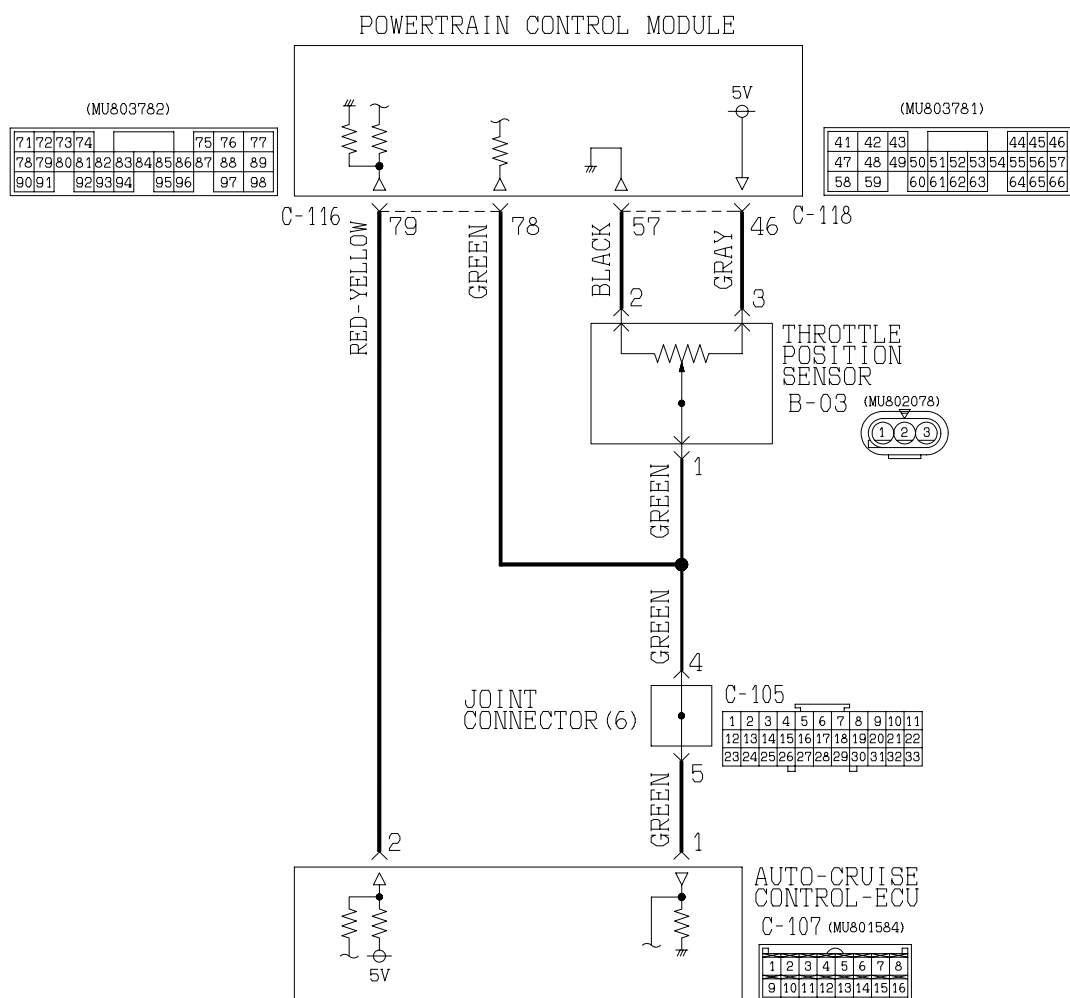 POWERTRAIN CONTROL MODULE
(MU803782)
71 72 73 74 75 76 77
78 79 80 81 82 83 84 85 86 87 88 89
90 91 92 93 94 95 96 97 98
5V
(MU803781)
41 42 43 44 45 46
47 48 49 50 51 52 53 54 55 56 57
58 59 60 61 62 63 64 65 66
C-116
79
78
57
46
C-118
RED-YELLOW
GREEN
BLACK
GRAY
2
3
THROTTLE
POSITION
SENSOR
B-03 (MU802078)
1 2 3
1
GREEN
GREEN
4
JOINT
CONNECTOR(6)
C-105
1 2 3 4 5 6 7 8 9 10 11
12 13 14 15 16 17 18 19 20 21 22
23 24 25 26 27 28 29 30 31 32 33
5
GREEN
2
1
AUTO-CRUISE
CONTROL-ECU
C-107 (MU801584)
5V
1 2 3 4 5 6 7 8
9 10 11 12 13 14 15 16